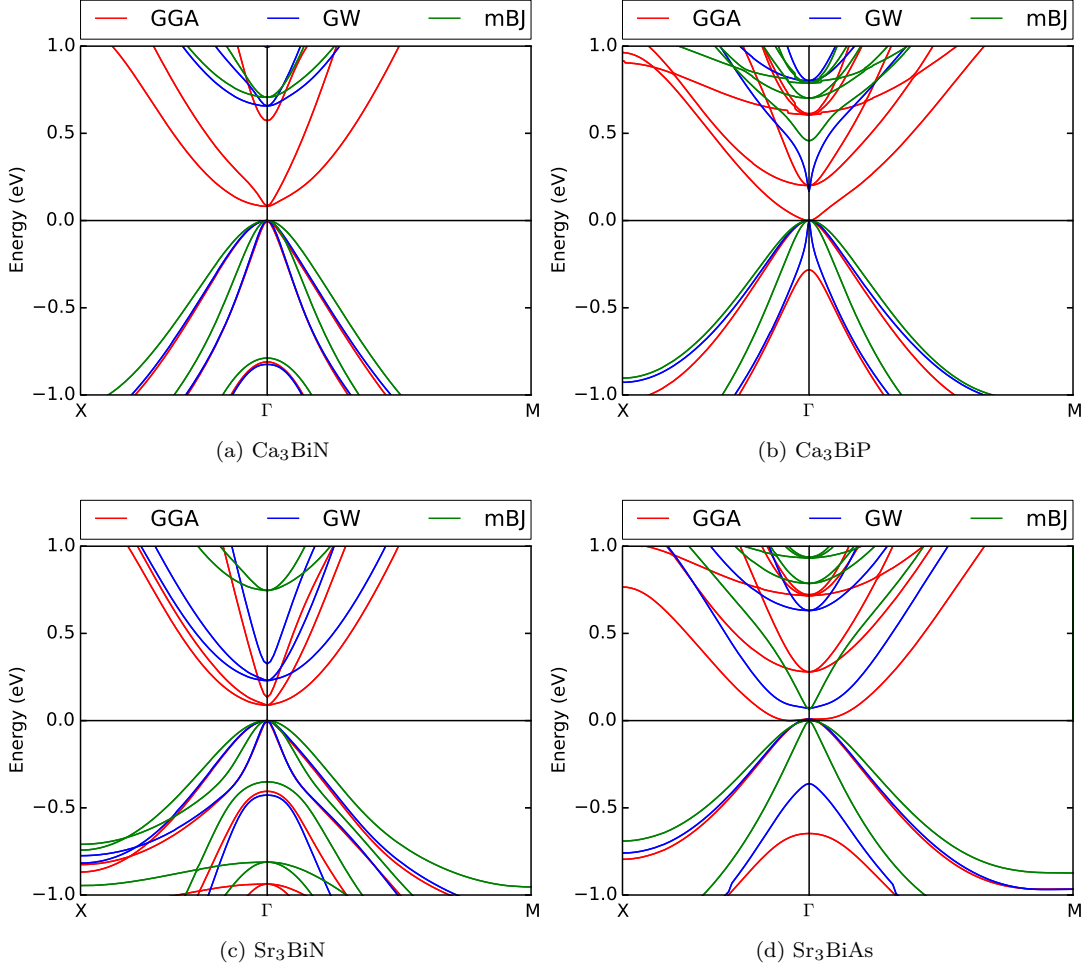 GGA GW mBJ
1.0
0.5
0.0
−0.5
−1.0
Energy (eV)
X Γ M
(a) Ca₃BiN
GGA GW mBJ
1.0
0.5
0.0
−0.5
−1.0
Energy (eV)
X Γ M
(b) Ca₃BiP
GGA GW mBJ
1.0
0.5
0.0
−0.5
−1.0
Energy (eV)
X Γ M
(c) Sr₃BiN
GGA GW mBJ
1.0
0.5
0.0
−0.5
−1.0
Energy (eV)
X Γ M
(d) Sr₃BiAs